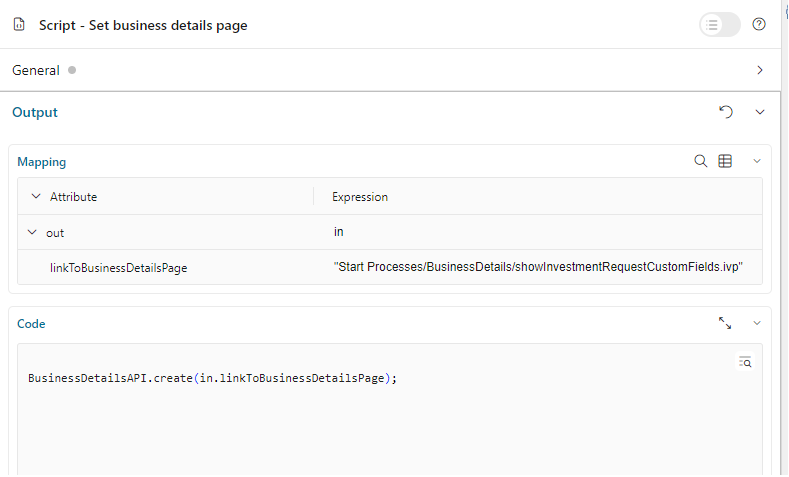 Script - Set business details page
General
Output
Mapping
Attribute Expression
out in
linkToBusinessDetailsPage "Start Processes/BusinessDetails/showInvestmentRequestCustomFields.ivp"
Code
BusinessDetailsAPI.create(in.linkToBusinessDetailsPage);